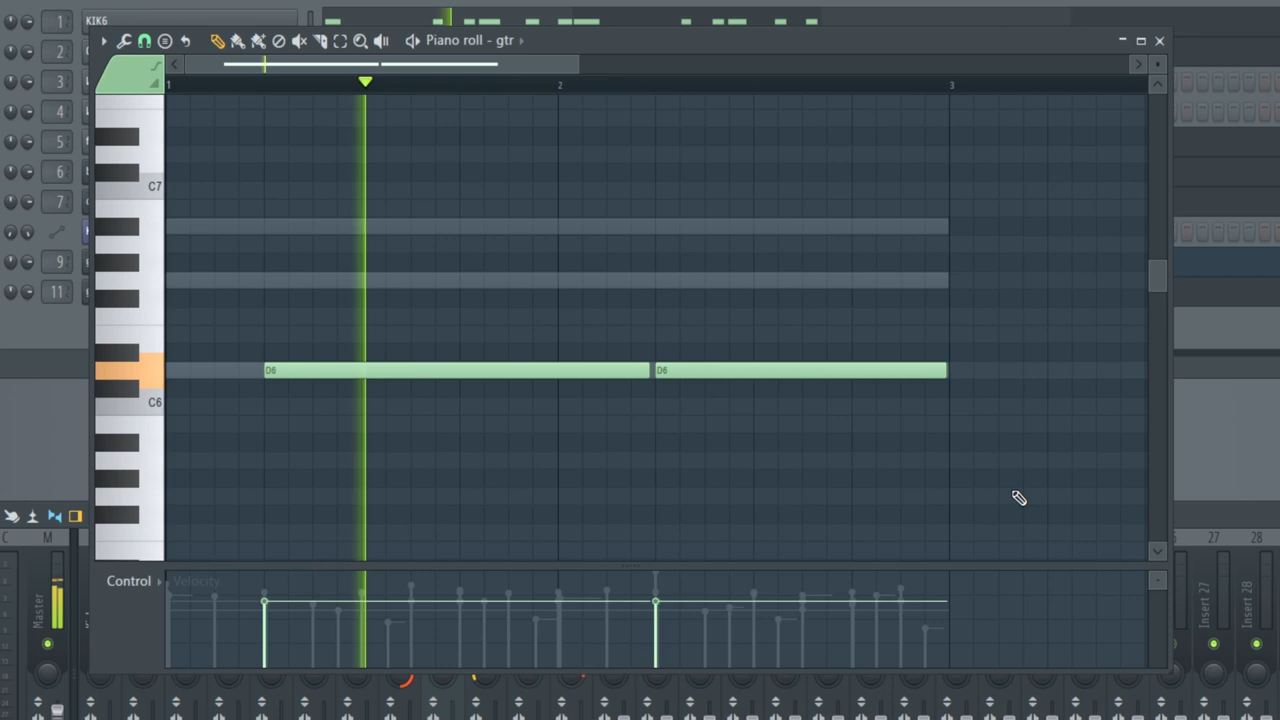 1 KIK6
2
3
4
5
6
7
9
11
Piano roll - gtr
1 2 3
C7
D6 D6
C6
Control Velocity
C M
Master
27 28
Insert 27
Insert 28